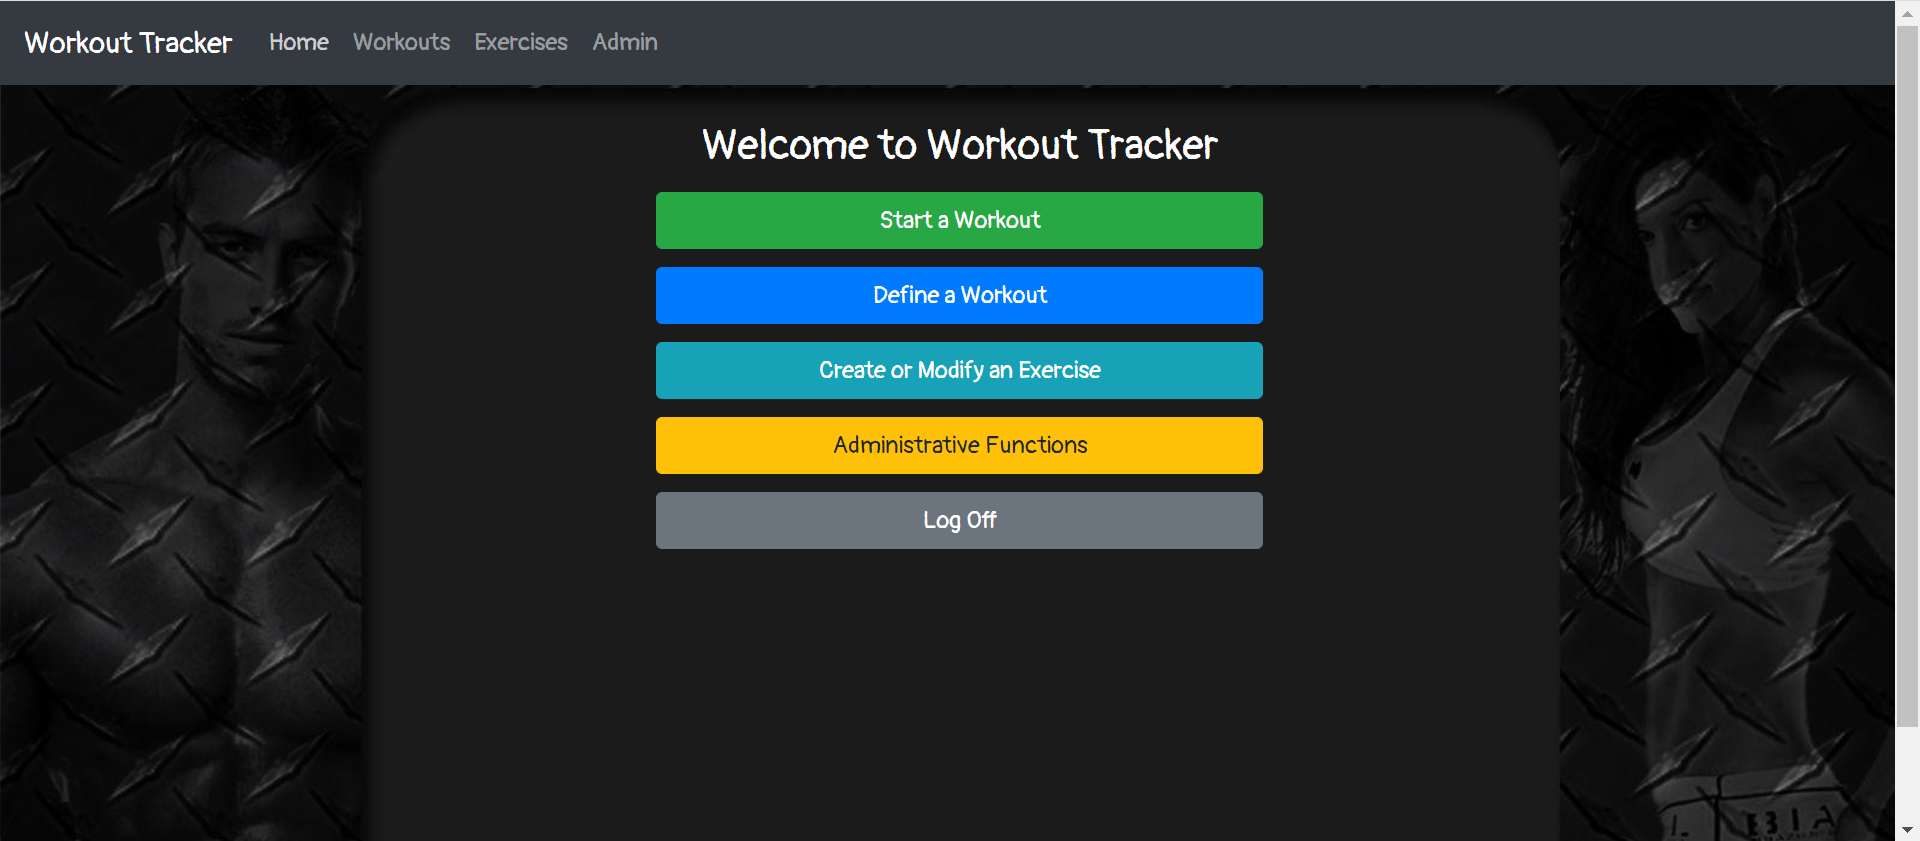 Workout Tracker Home Workouts Exercises Admin
Welcome to Workout Tracker
Start a Workout
Define a Workout
Create or Modify an Exercise
Administrative Functions
Log Off